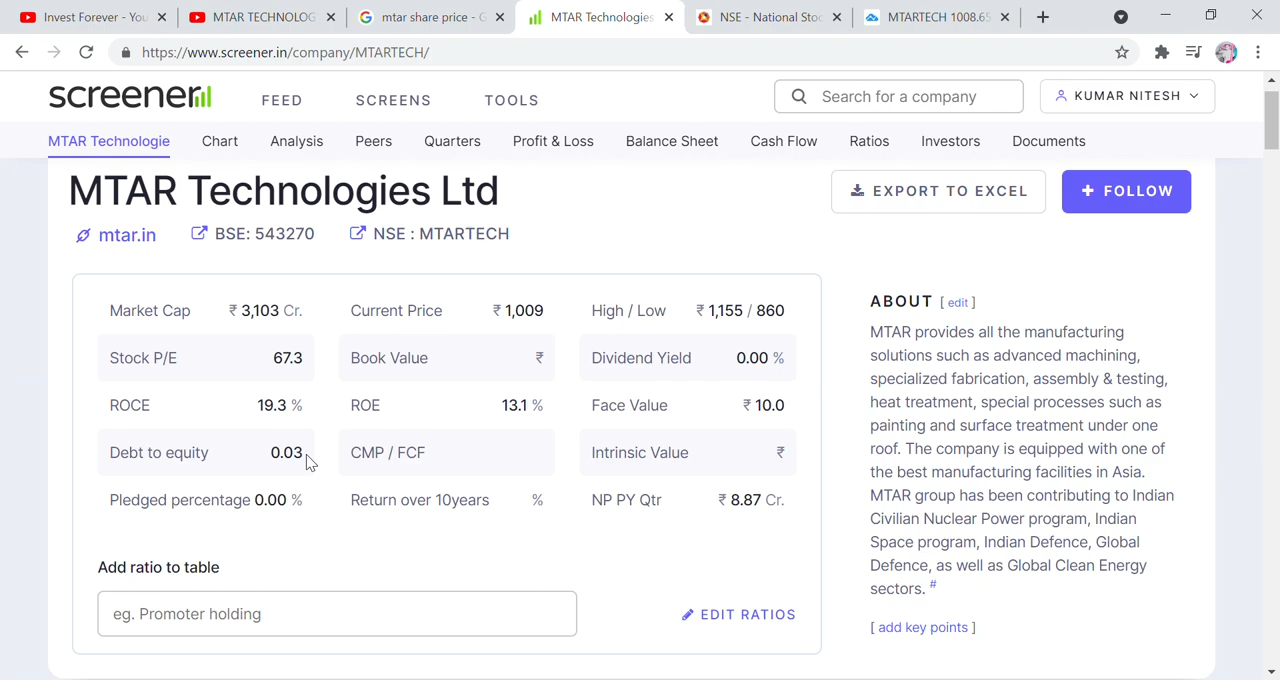 Invest Forever - You
MTAR TECHNOLOG
mtar share price - G
MTAR Technologies
NSE - National Stoc
MTARTECH 1008.65
https://www.screener.in/company/MTARTECH/
screener
FEED
SCREENS
TOOLS
Search for a company
KUMAR NITESH
MTAR Technologie
Chart
Analysis
Peers
Quarters
Profit & Loss
Balance Sheet
Cash Flow
Ratios
Investors
Documents
MTAR Technologies Ltd
EXPORT TO EXCEL
+ FOLLOW
mtar.in
BSE: 543270
NSE : MTARTECH
Market Cap ₹ 3,103 Cr.
Current Price ₹ 1,009
High / Low ₹ 1,155 / 860
Stock P/E 67.3
Book Value ₹
Dividend Yield 0.00 %
ROCE 19.3 %
ROE 13.1 %
Face Value ₹ 10.0
Debt to equity 0.03
CMP / FCF
Intrinsic Value ₹
Pledged percentage 0.00 %
Return over 10years %
NP PY Qtr ₹ 8.87 Cr.
Add ratio to table
eg. Promoter holding
EDIT RATIOS
ABOUT [ edit ]
MTAR provides all the manufacturing
solutions such as advanced machining,
specialized fabrication, assembly & testing,
heat treatment, special processes such as
painting and surface treatment under one
roof. The company is equipped with one of
the best manufacturing facilities in Asia.
MTAR group has been contributing to Indian
Civilian Nuclear Power program, Indian
Space program, Indian Defence, Global
Defence, as well as Global Clean Energy
sectors. #
[ add key points ]